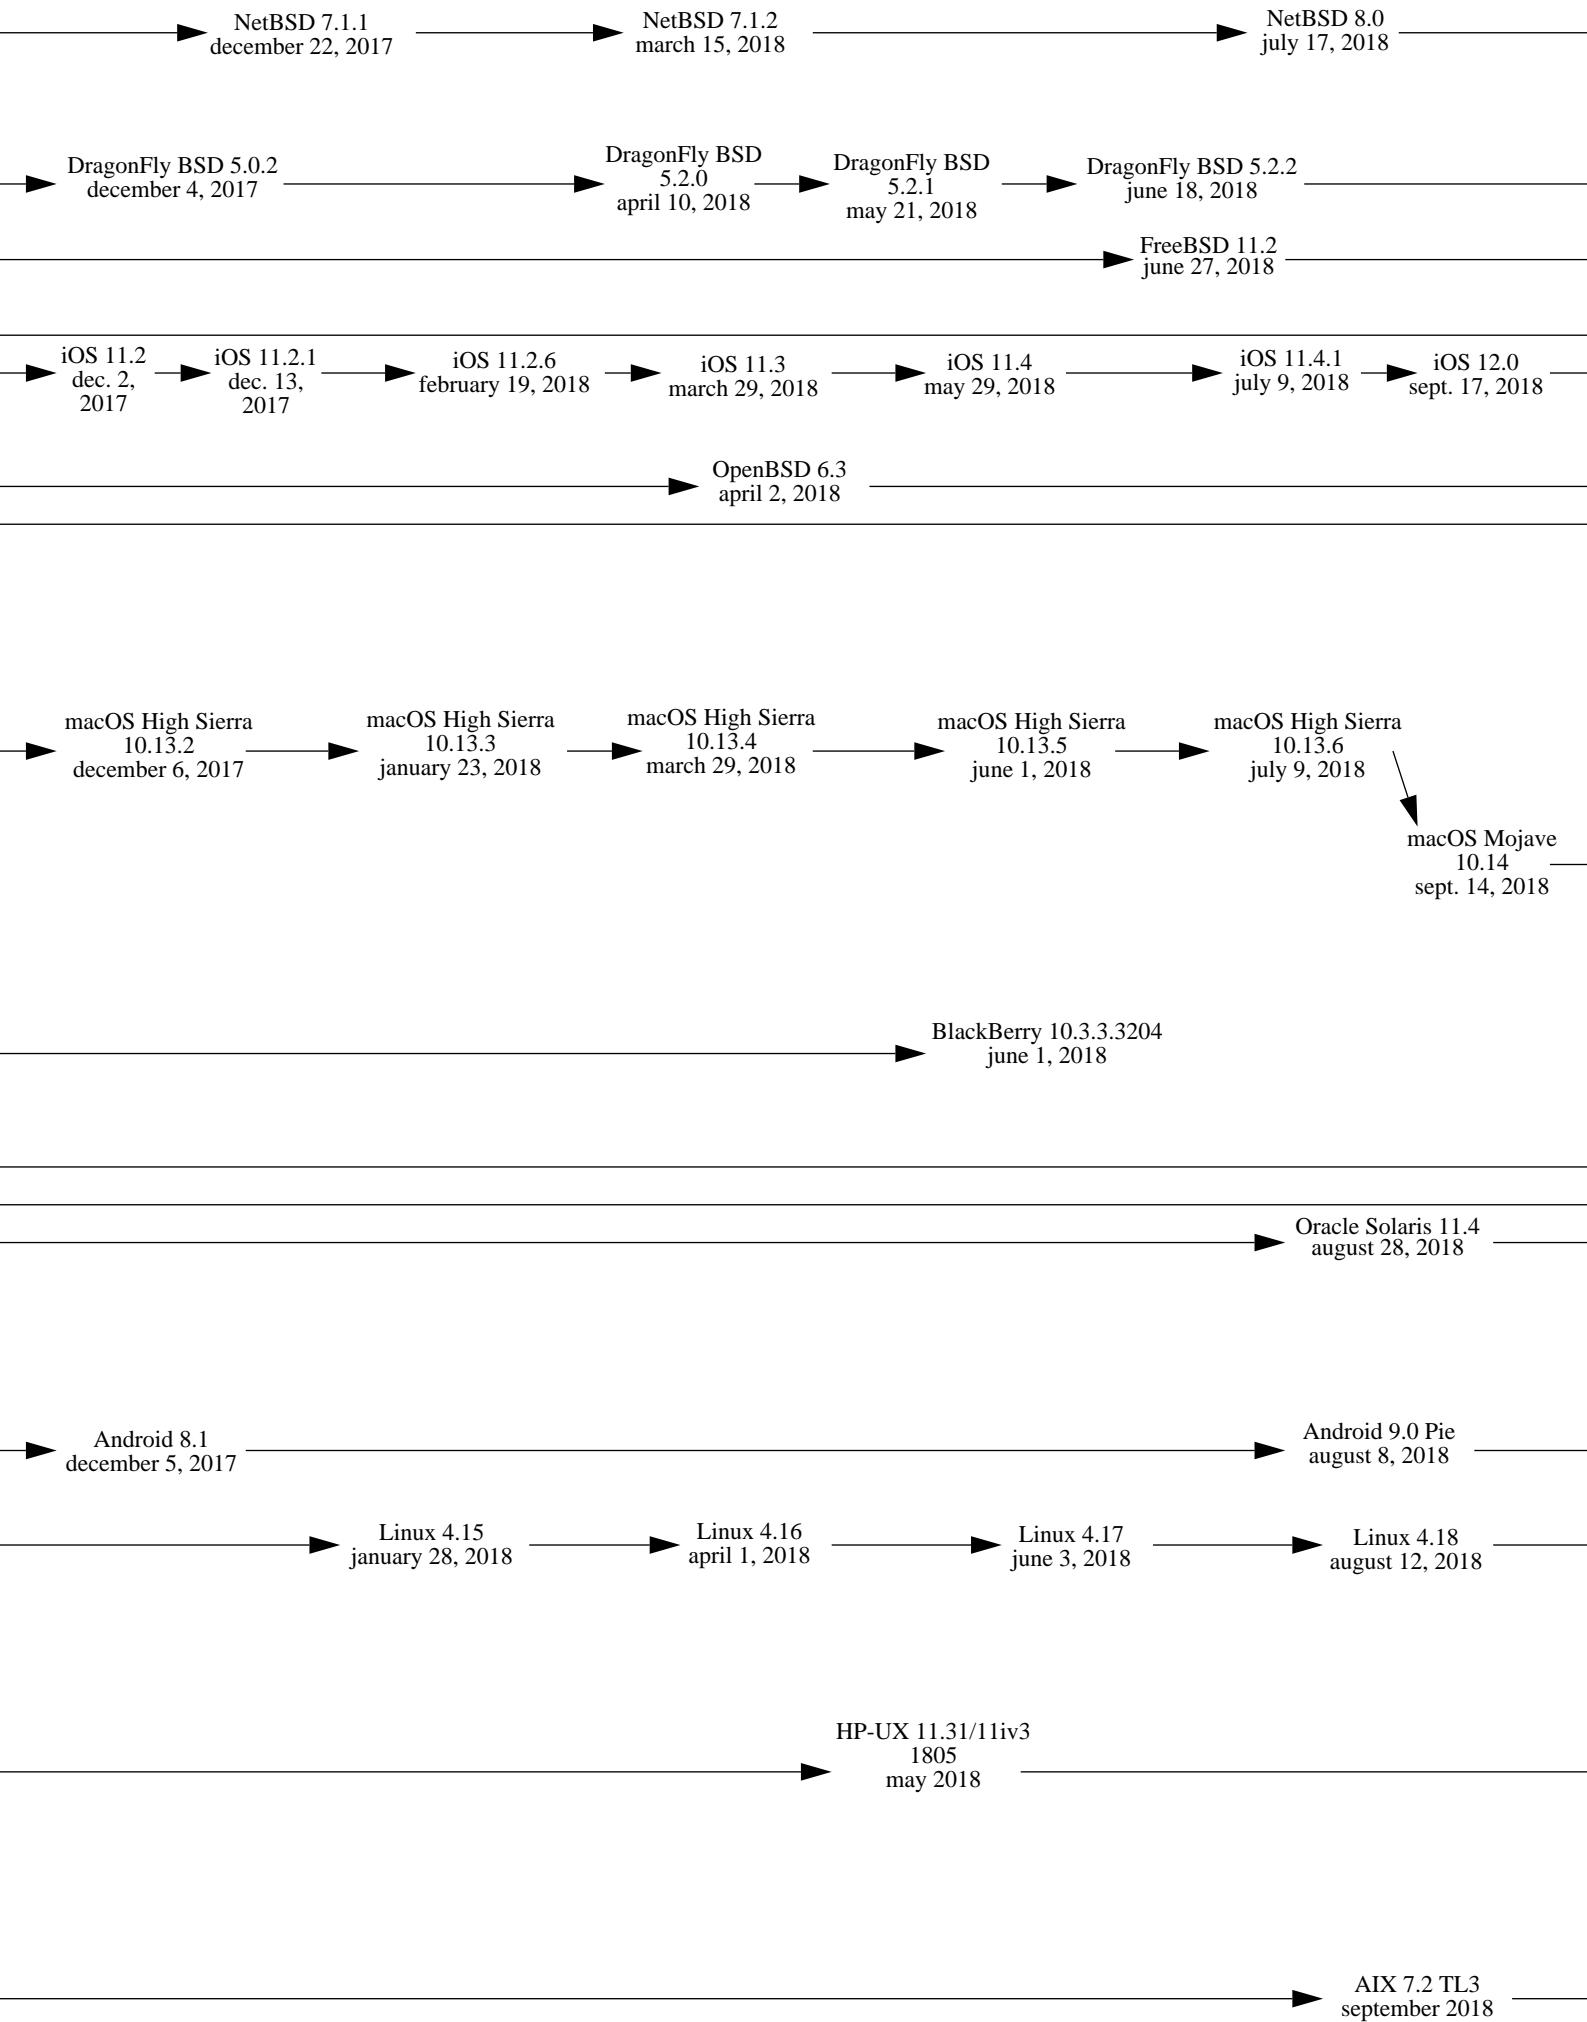 NetBSD 7.1.1
december 22, 2017
NetBSD 7.1.2
march 15, 2018
NetBSD 8.0
july 17, 2018
DragonFly BSD 5.0.2
december 4, 2017
DragonFly BSD
5.2.0
april 10, 2018
DragonFly BSD
5.2.1
may 21, 2018
DragonFly BSD 5.2.2
june 18, 2018
FreeBSD 11.2
june 27, 2018
iOS 11.2
dec. 2,
2017
iOS 11.2.1
dec. 13,
2017
iOS 11.2.6
february 19, 2018
iOS 11.3
march 29, 2018
iOS 11.4
may 29, 2018
iOS 11.4.1
july 9, 2018
iOS 12.0
sept. 17, 2018
OpenBSD 6.3
april 2, 2018
macOS High Sierra
10.13.2
december 6, 2017
macOS High Sierra
10.13.3
january 23, 2018
macOS High Sierra
10.13.4
march 29, 2018
macOS High Sierra
10.13.5
june 1, 2018
macOS High Sierra
10.13.6
july 9, 2018
macOS Mojave
10.14
sept. 14, 2018
BlackBerry 10.3.3.3204
june 1, 2018
Oracle Solaris 11.4
august 28, 2018
Android 8.1
december 5, 2017
Android 9.0 Pie
august 8, 2018
Linux 4.15
january 28, 2018
Linux 4.16
april 1, 2018
Linux 4.17
june 3, 2018
Linux 4.18
august 12, 2018
HP-UX 11.31/11iv3
1805
may 2018
AIX 7.2 TL3
september 2018